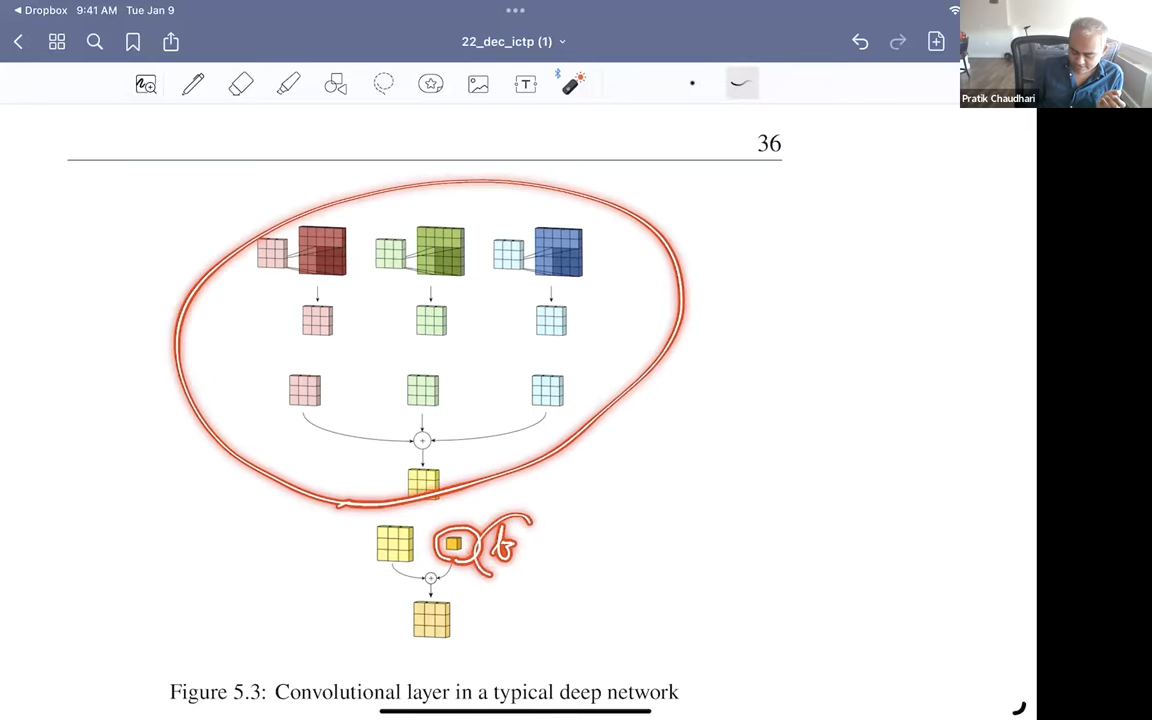 Dropbox 9:41 AM Tue Jan 9
22_dec_ictp (1)
T
Pratik Chaudhari
36
+
b
+
Figure 5.3: Convolutional layer in a typical deep network